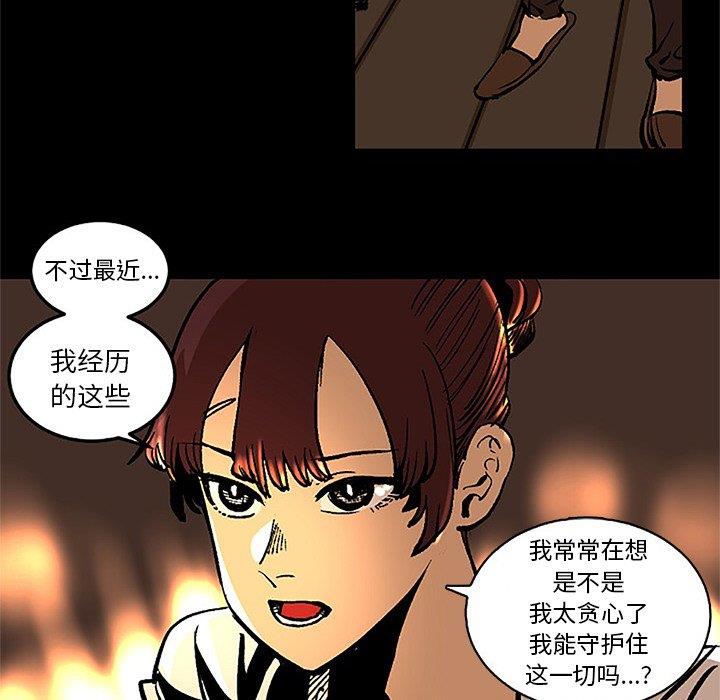 不过最近...
我经历
的这些
我常常在想
是不是
我太贪心了
我能守护住
这一切吗...?